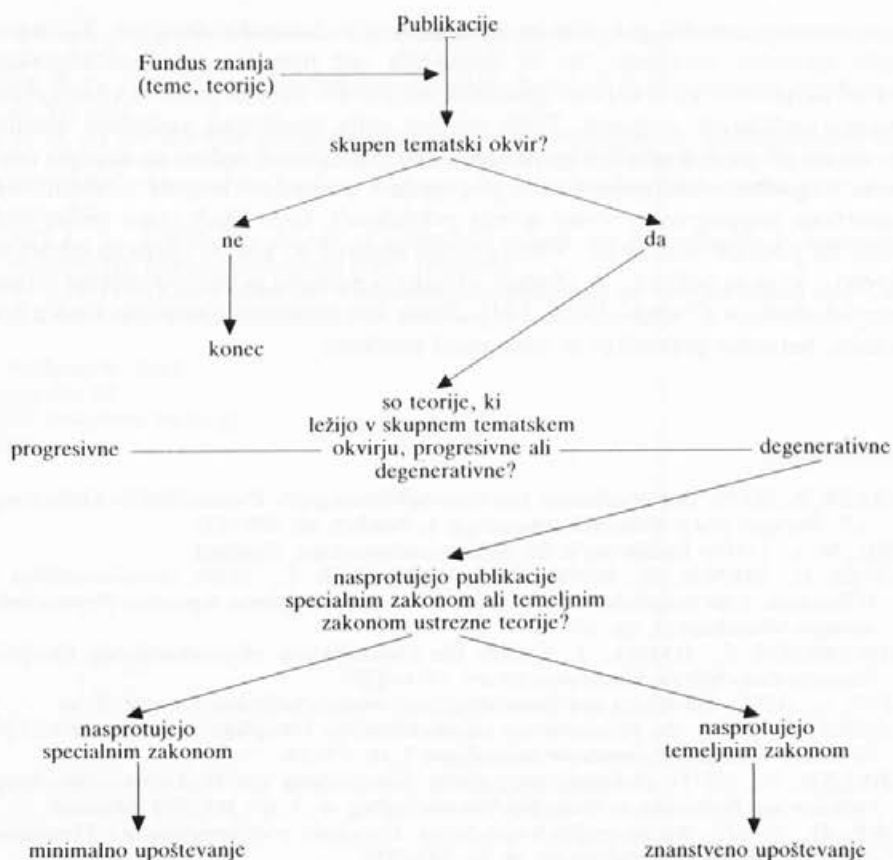 Publikacije
Fundus znanja
(teme, teorije)
skupen tematski okvir?
ne
da
konec
so teorije, ki
ležijo v skupnem tematskem
okvirju, progresivne ali
degenerativne?
progresivne
degenerativne
nasprotujejo publikacije
specialnim zakonom ali temeljnim
zakonom ustrezne teorije?
nasprotujejo
specialnim zakonom
nasprotujejo
temeljnim zakonom
minimalno upoštevanje
znanstveno upoštevanje